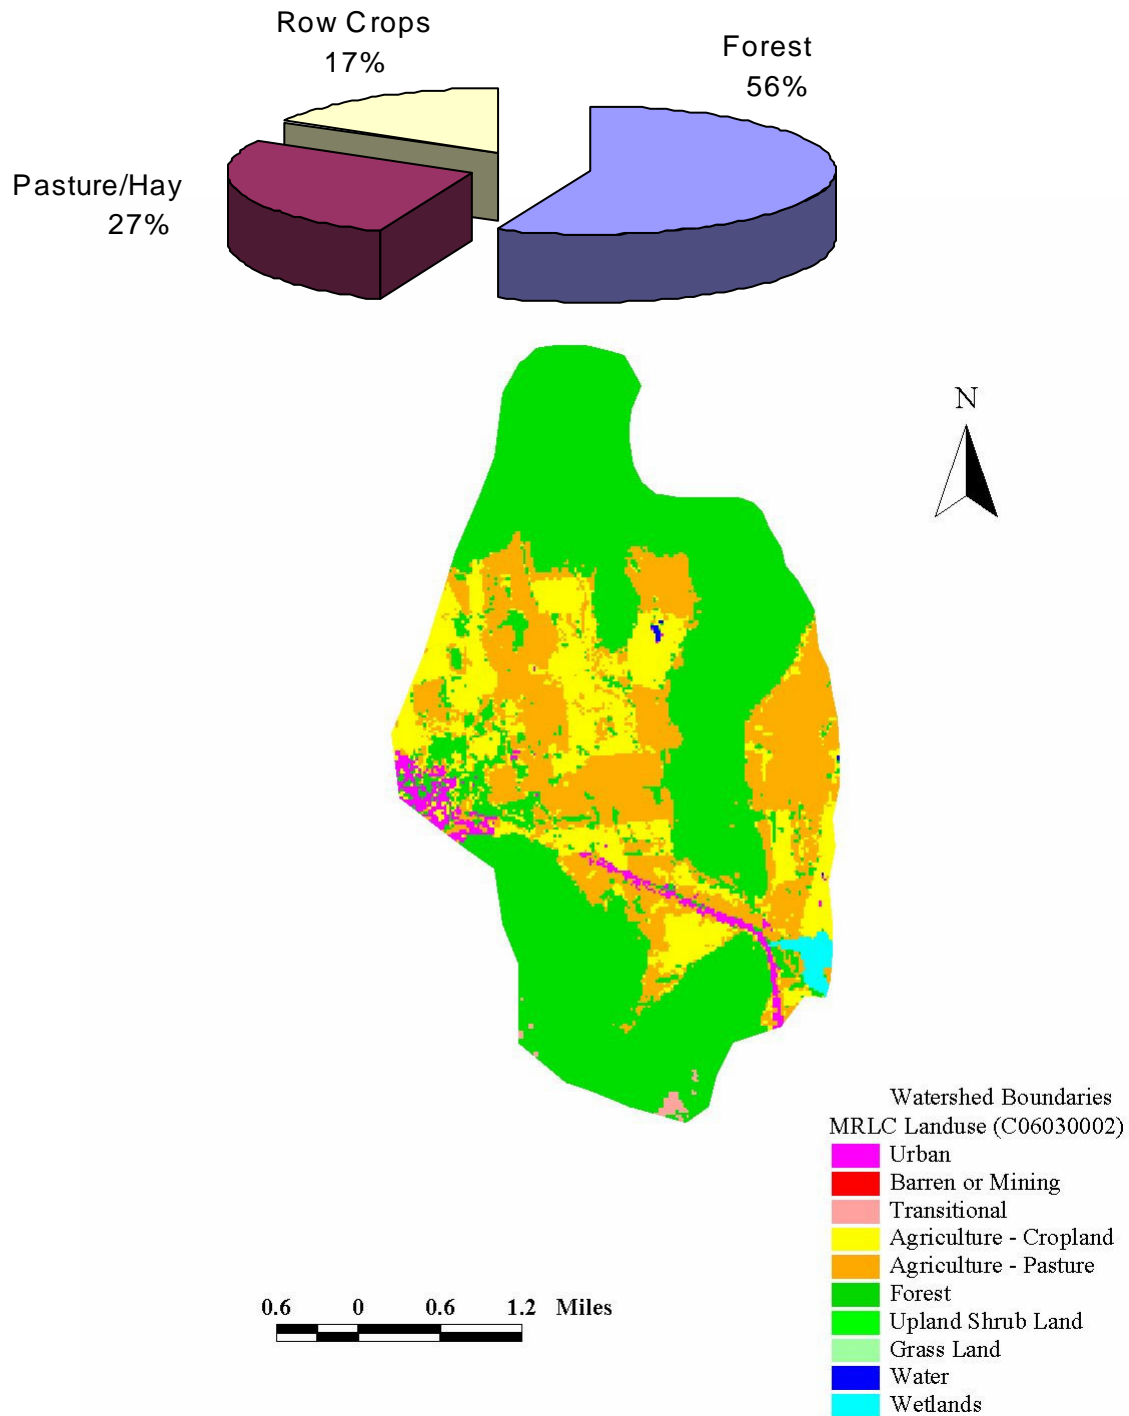 Row Crops
17%
Forest
56%
Pasture/Hay
27%
N
Watershed Boundaries
MRLC Landuse (C06030002)
Urban
Barren or Mining
Transitional
Agriculture - Cropland
Agriculture - Pasture
Forest
Upland Shrub Land
Grass Land
Water
Wetlands
0.6 0 0.6 1.2 Miles